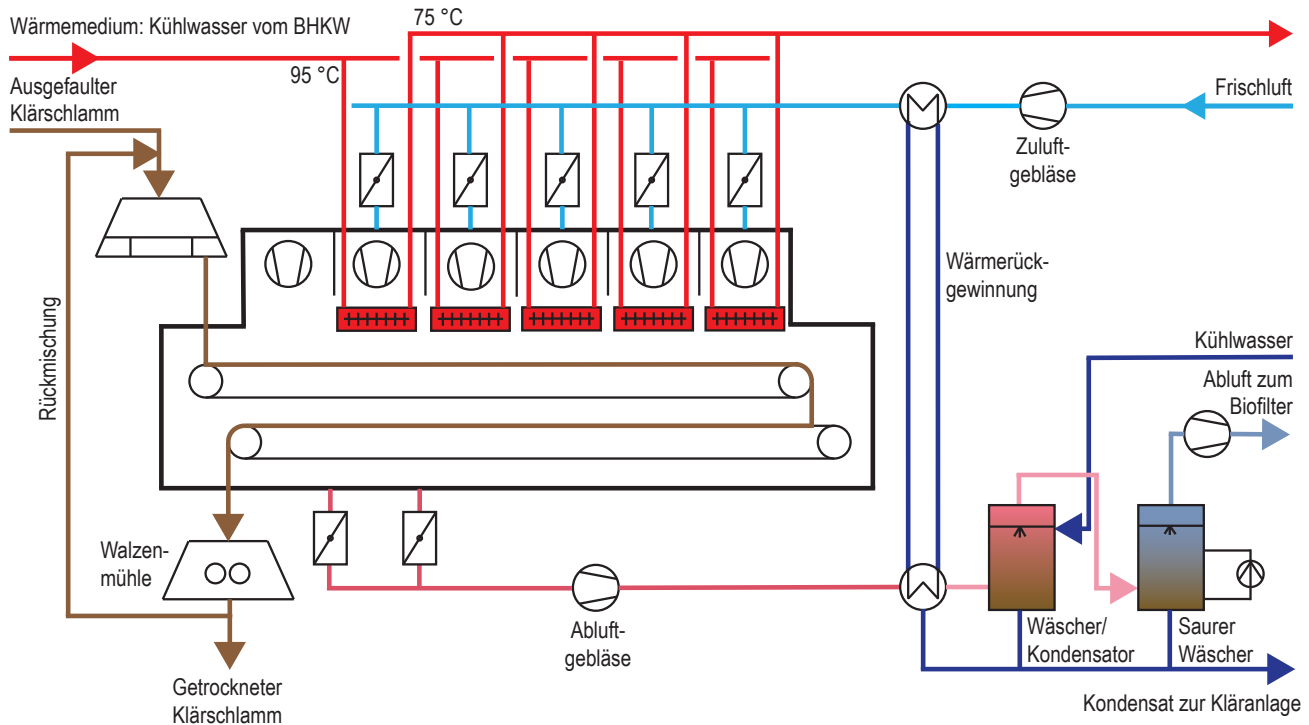 Wärmemedium: Kühlwasser vom BHKW
75 °C
95 °C
Ausgefaulter
Klärschlamm
Frischluft
Zuluft-
gebläse
Wärmerück-
gewinnung
Rückmischung
Kühlwasser
Abluft zum
Biofilter
Walzen-
mühle
Abluft-
gebläse
Wäscher/
Kondensator
Saurer
Wäscher
Getrockneter
Klärschlamm
Kondensat zur Kläranlage